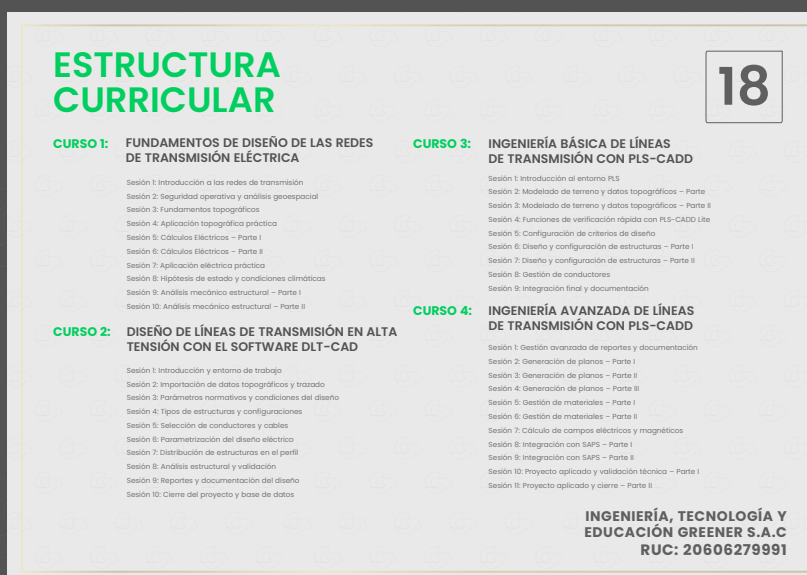 ESTRUCTURA
CURRICULAR
18
CURSO 1:
FUNDAMENTOS DE DISEÑO DE LAS REDES
DE TRANSMISIÓN ELÉCTRICA
Sesión 1: Introducción a las redes de transmisión
Sesión 2: Seguridad operativa y análisis geoespacial
Sesión 3: Fundamentos topográficos
Sesión 4: Aplicación topográfica práctica
Sesión 5: Cálculos Eléctricos – Parte I
Sesión 6: Cálculos Eléctricos – Parte II
Sesión 7: Aplicación eléctrica práctica
Sesión 8: Hipótesis de estado y condiciones climáticas
Sesión 9: Análisis mecánico estructural – Parte I
Sesión 10: Análisis mecánico estructural – Parte II
CURSO 2:
DISEÑO DE LÍNEAS DE TRANSMISIÓN EN ALTA
TENSIÓN CON EL SOFTWARE DLT-CAD
Sesión 1: Introducción y entorno de trabajo
Sesión 2: Importación de datos topográficos y trazado
Sesión 3: Parámetros normativos y condiciones del diseño
Sesión 4: Tipos de estructuras y configuraciones
Sesión 5: Selección de conductores y cables
Sesión 6: Parametrización del diseño eléctrico
Sesión 7: Distribución de estructuras en el perfil
Sesión 8: Análisis estructural y validación
Sesión 9: Reportes y documentación del diseño
Sesión 10: Cierre del proyecto y base de datos
CURSO 3:
INGENIERÍA BÁSICA DE LÍNEAS
DE TRANSMISIÓN CON PLS-CADD
Sesión 1: Introducción al entorno PLS
Sesión 2: Modelado de terreno y datos topográficos – Parte
Sesión 3: Modelado de terreno y datos topográficos – Parte II
Sesión 4: Funciones de verificación rápida con PLS-CADD Lite
Sesión 5: Configuración de criterios de diseño
Sesión 6: Diseño y configuración de estructuras – Parte I
Sesión 7: Diseño y configuración de estructuras – Parte II
Sesión 8: Gestión de conductores
Sesión 9: Integración final y documentación
CURSO 4:
INGENIERÍA AVANZADA DE LÍNEAS
DE TRANSMISIÓN CON PLS-CADD
Sesión 1: Gestión avanzada de reportes y documentación
Sesión 2: Generación de planos – Parte I
Sesión 3: Generación de planos – Parte II
Sesión 4: Generación de planos – Parte III
Sesión 5: Gestión de materiales – Parte I
Sesión 6: Gestión de materiales – Parte II
Sesión 7: Cálculo de campos eléctricos y magnéticos
Sesión 8: Integración con SAPS – Parte I
Sesión 9: Integración con SAPS – Parte II
Sesión 10: Proyecto aplicado y validación técnica – Parte I
Sesión 11: Proyecto aplicado y cierre – Parte II
INGENIERÍA, TECNOLOGÍA Y
EDUCACIÓN GREENER S.A.C
RUC: 20606279991